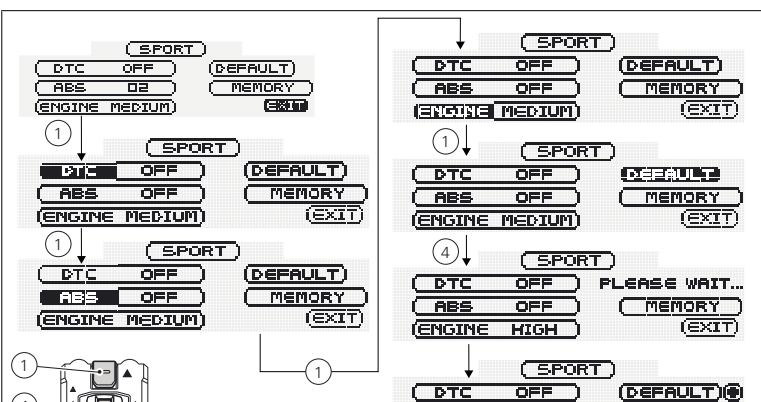 SPORT
DTC OFF DEFAULT
ABS 02 MEMORY
ENGINE MEDIUM EXIT
1
SPORT
DTC OFF DEFAULT
ABS OFF MEMORY
ENGINE MEDIUM EXIT
1
SPORT
DTC OFF DEFAULT
ABS OFF MEMORY
ENGINE MEDIUM EXIT
1
1
SPORT
DTC OFF DEFAULT
ABS OFF MEMORY
ENGINE MEDIUM EXIT
1
SPORT
DTC OFF DEFAULT
ABS OFF MEMORY
ENGINE MEDIUM EXIT
4
SPORT
DTC OFF PLEASE WAIT...
ABS OFF MEMORY
ENGINE HIGH EXIT
SPORT
DTC OFF DEFAULT